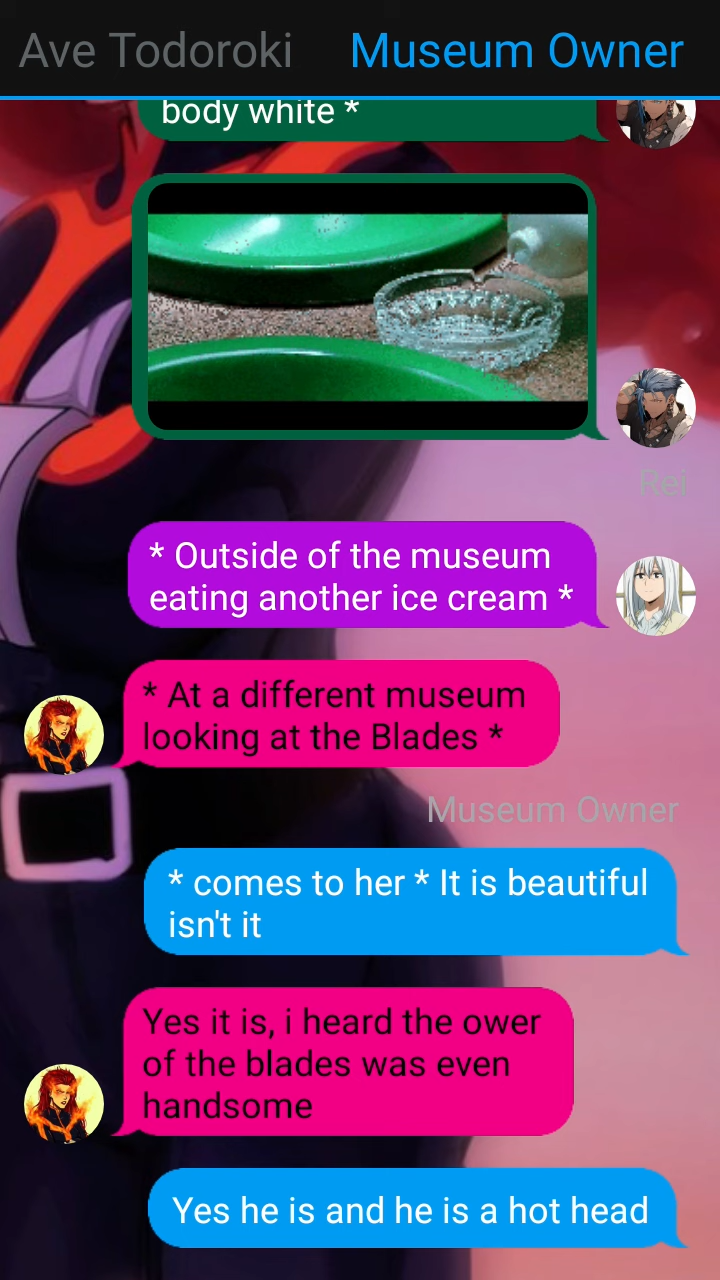 Ave Todoroki
Museum Owner
body white *
Rei
* Outside of the museum
eating another ice cream *
* At a different museum
looking at the Blades *
Museum Owner
* comes to her * It is beautiful
isn't it
Yes it is, i heard the ower
of the blades was even
handsome
Yes he is and he is a hot head